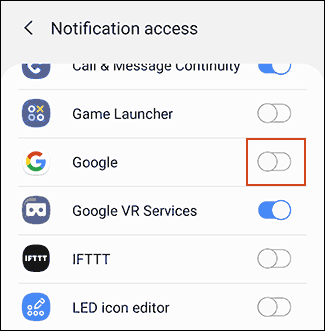 Notification access
Call & Message Continuity
Game Launcher
Google
Google VR Services
IFTTT
IFTTT
LED icon editor